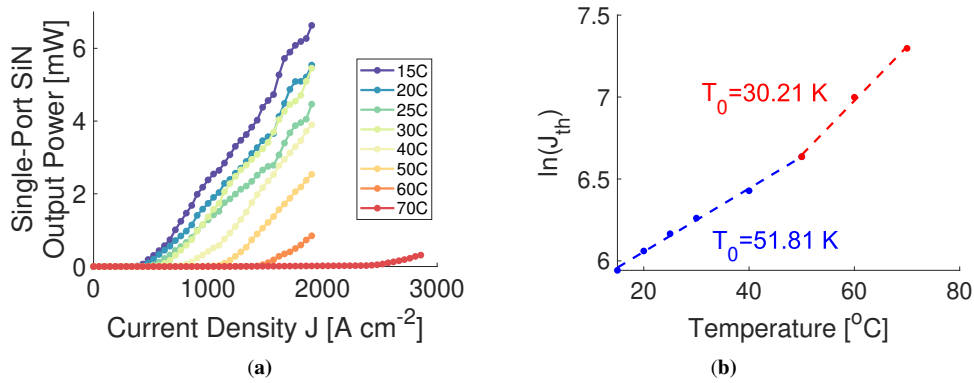 Single-Port SiN
Output Power [mW]
6
4
2
0
0
1000
2000
3000
Current Density J [A cm-2]
15C
20C
25C
30C
40C
50C
60C
70C
(a)
ln(Jth)
7.5
7
6.5
6
T0=30.21 K
T0=51.81 K
20
40
60
80
Temperature [oC]
(b)